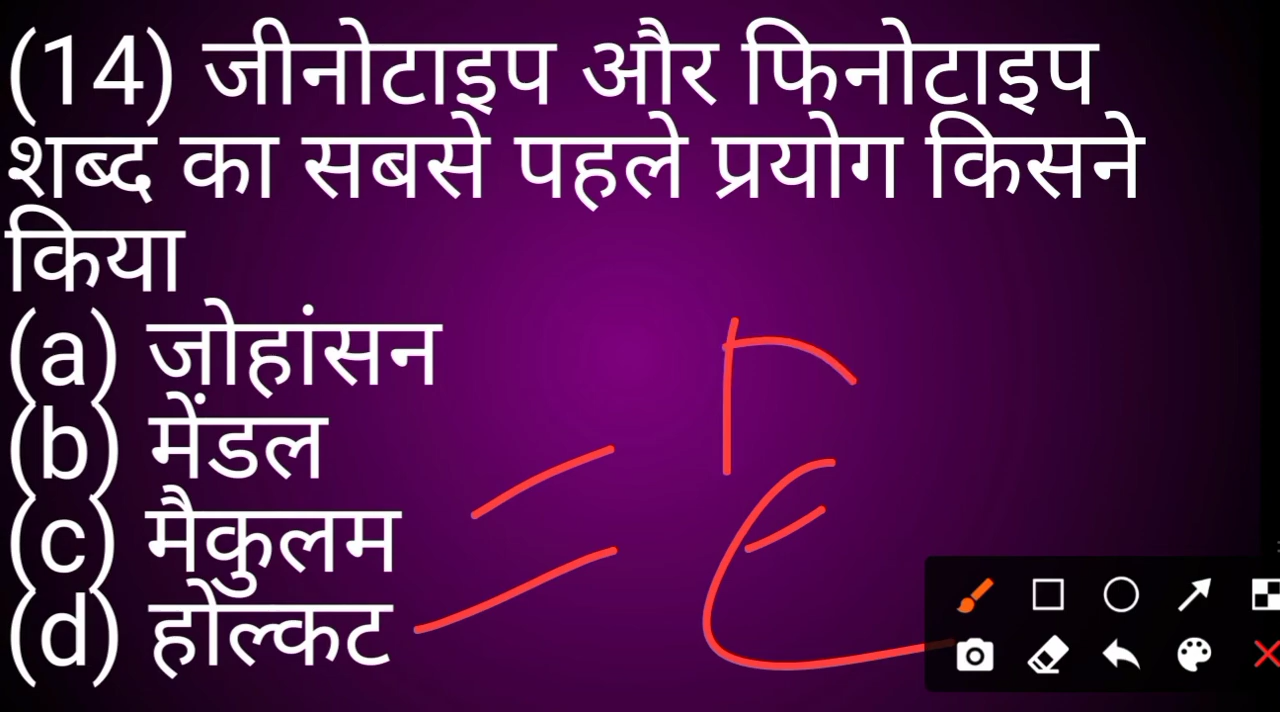 (14) जीनोटाइप और फिनोटाइप
शब्द का सबसे पहले प्रयोग किसने
किया
(a) जोहांसन
(b) मेंडल
(c) मैकुलम
(d) होल्कट